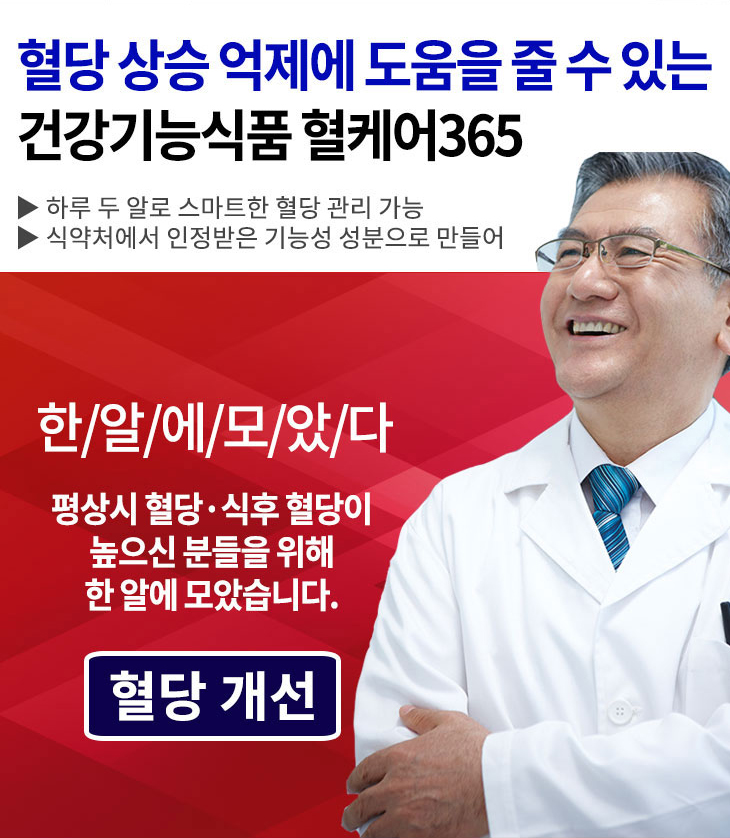 혈당 상승 억제에 도움을 줄 수 있는
건강기능식품 혈케어365
▶ 하루 두 알로 스마트한 혈당 관리 가능
▶ 식약처에서 인정받은 기능성 성분으로 만들어
한/알/에/모/았/다
평상시 혈당·식후 혈당이
높으신 분들을 위해
한 알에 모았습니다.
혈당 개선